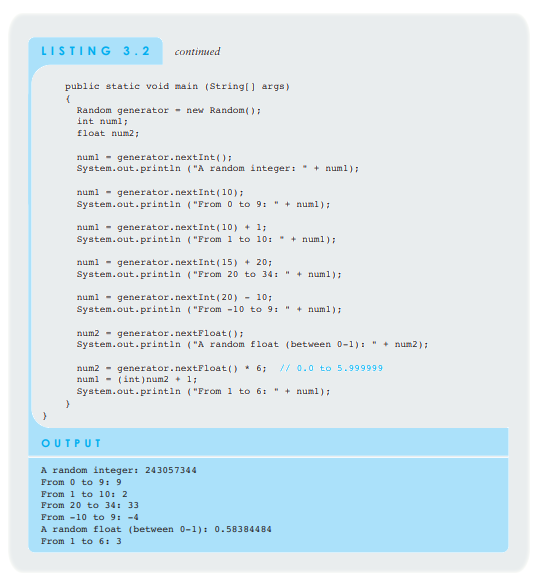 LISTING 3.2 continued
public static void main (String[] args)
{
Random generator = new Random();
int num1;
float num2;
num1 = generator.nextInt();
System.out.println ("A random integer: " + num1);
num1 = generator.nextInt(10);
System.out.println ("From 0 to 9: " + num1);
num1 = generator.nextInt(10) + 1;
System.out.println ("From 1 to 10: " + num1);
num1 = generator.nextInt(15) + 20;
System.out.println ("From 20 to 34: " + num1);
num1 = generator.nextInt(20) - 10;
System.out.println ("From -10 to 9: " + num1);
num2 = generator.nextFloat();
System.out.println ("A random float (between 0-1): " + num2);
num2 = generator.nextFloat() * 6; // 0.0 to 5.999999
num1 = (int)num2 + 1;
System.out.println ("From 1 to 6: " + num1);
}
}
OUTPUT
A random integer: 243057344
From 0 to 9: 9
From 1 to 10: 2
From 20 to 34: 33
From -10 to 9: -4
A random float (between 0-1): 0.58384484
From 1 to 6: 3